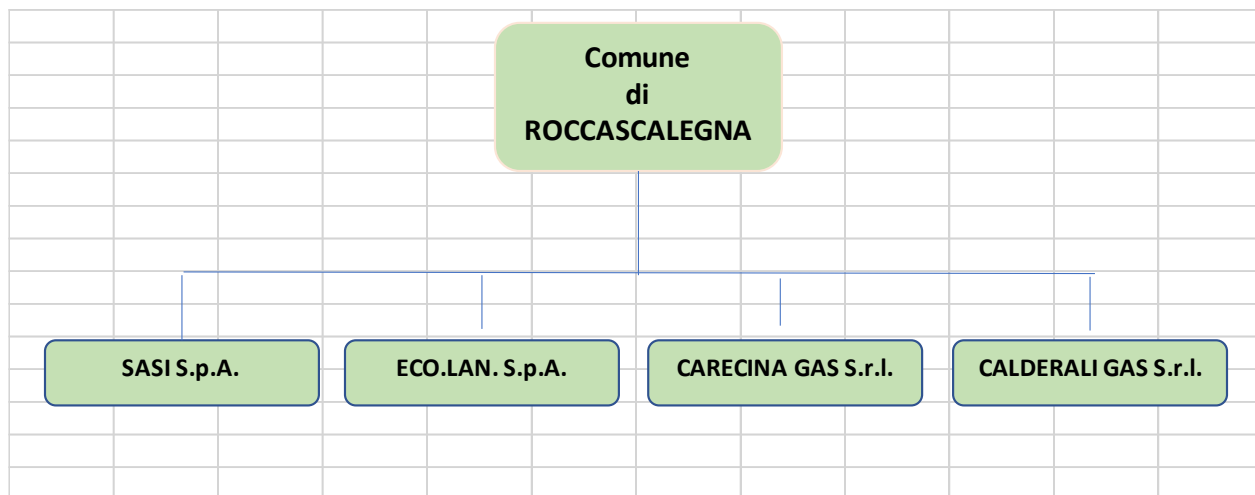 Comune
di
ROCCASCALEGNA
SASI S.p.A.
ECO.LAN. S.p.A.
CARECINA GAS S.r.l.
CALDERALI GAS S.r.l.